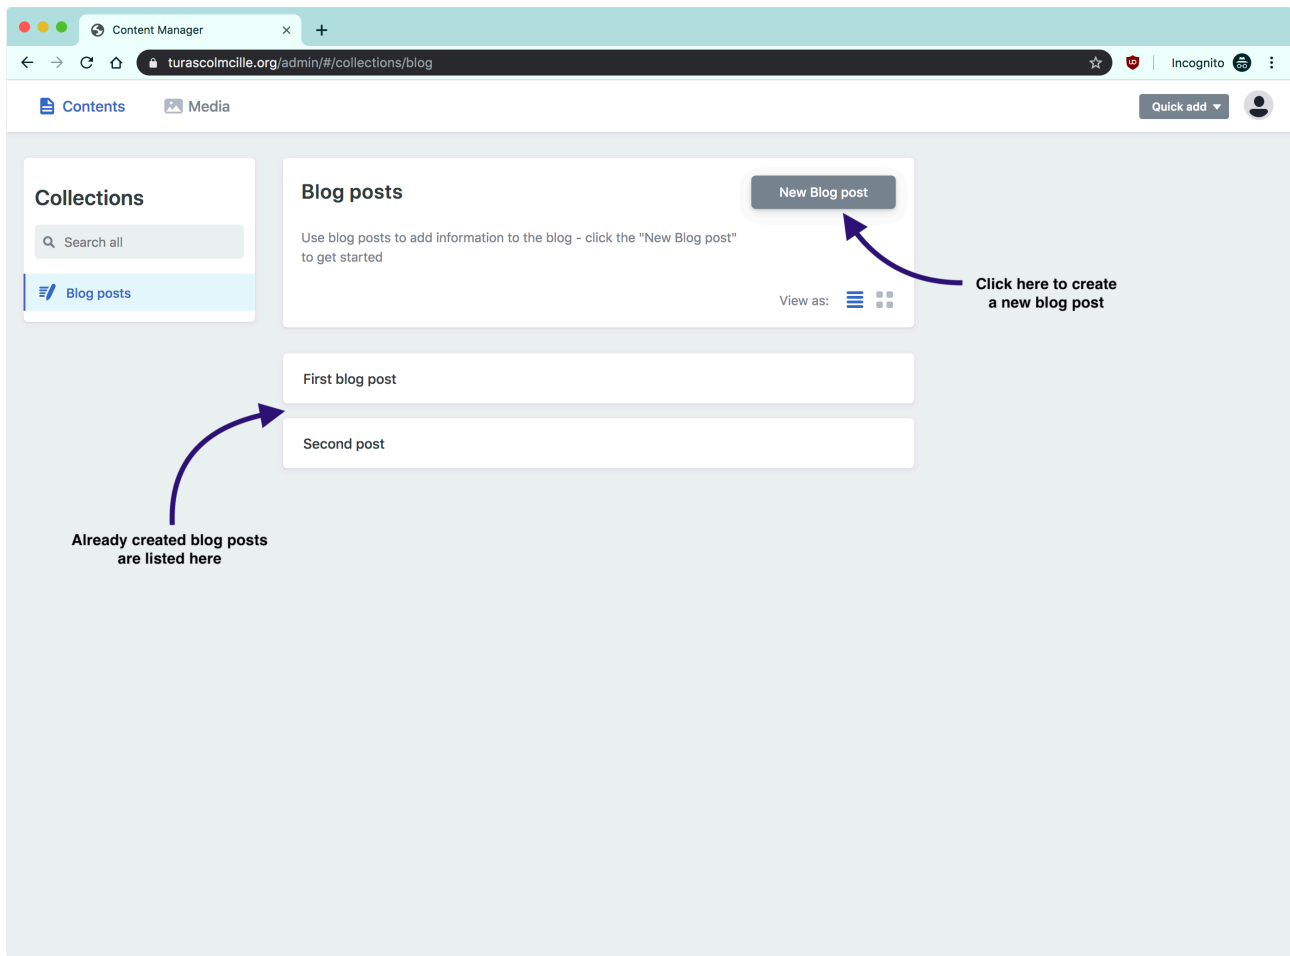 Content Manager
turascolmcille.org/admin/#/collections/blog
Incognito
Contents
Media
Quick add
Collections
Search all
Blog posts
Blog posts
New Blog post
Use blog posts to add information to the blog - click the "New Blog post"
to get started
View as:
Click here to create
a new blog post
First blog post
Second post
Already created blog posts
are listed here